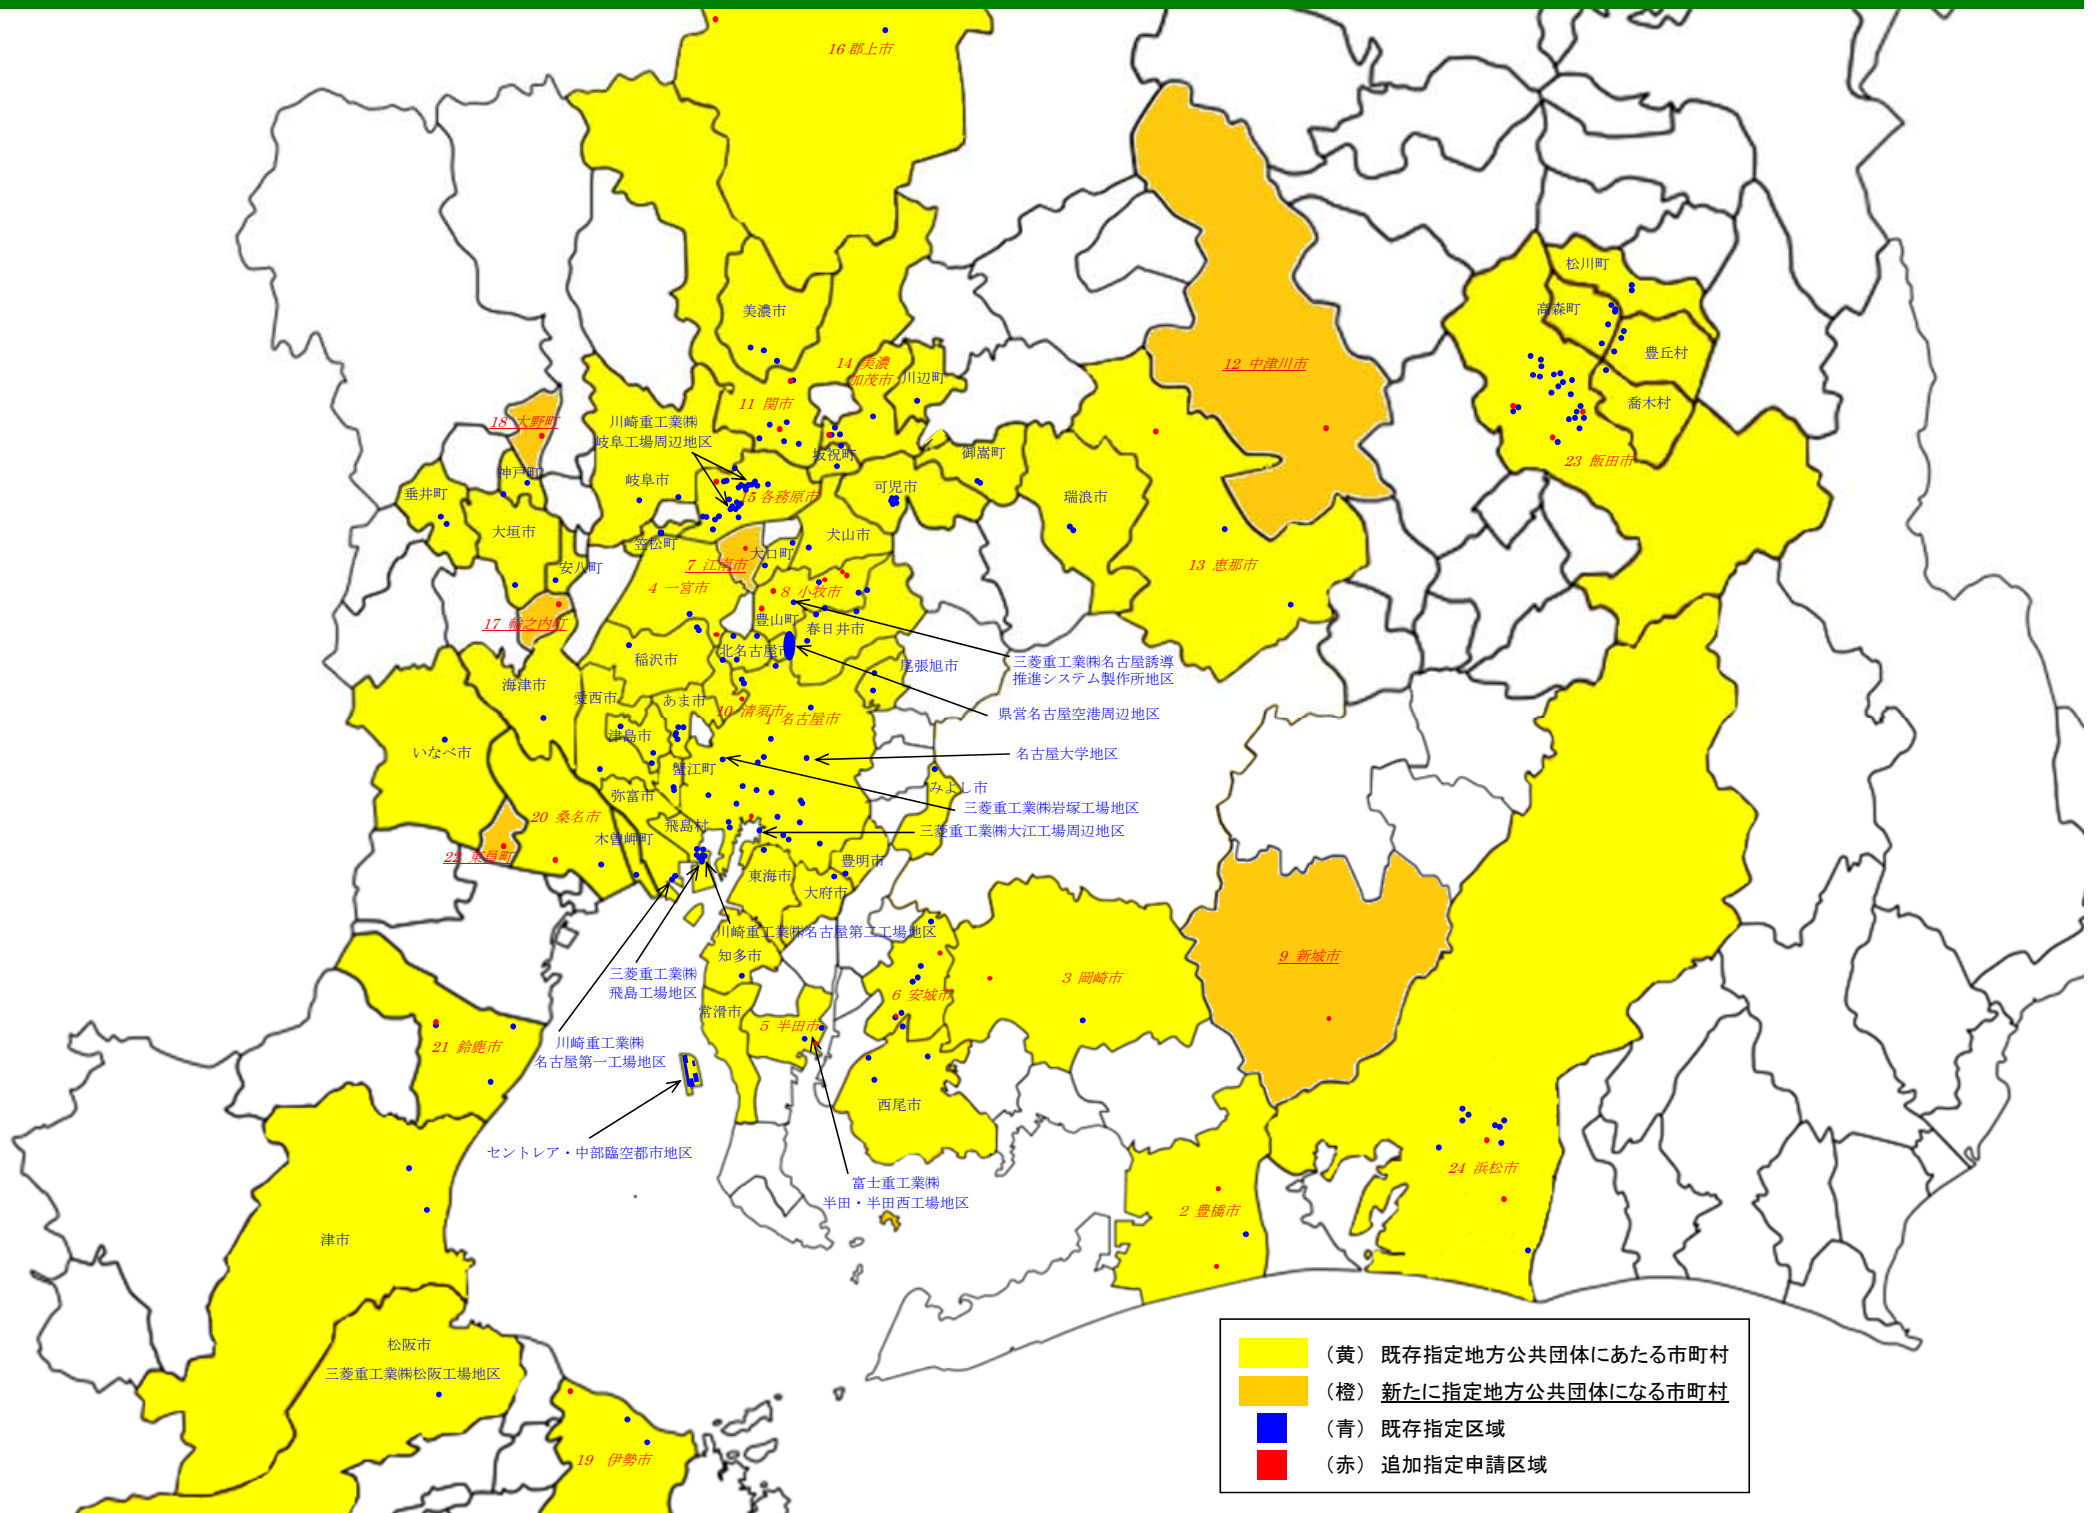 16 郡上市
松川町
高森町
美濃市
豊丘村
14 美濃
加茂市
川辺町
12 中津川市
喬木村
11 関市
18 大野町
川崎重工業㈱
岐阜工場周辺地区
坂祝町
御嵩町
23 飯田市
神戸町
岐阜市
可児市
垂井町
15 各務原市
瑞浪市
大垣市
犬山市
笠松町
大口町
7 江南市
安八町
13 恵那市
4 一宮市
8 小牧市
17 輪之内町
豊山町
春日井市
北名古屋市
稲沢市
尾張旭市
三菱重工業㈱名古屋誘導
推進システム製作所地区
海津市
愛西市
あま市
10 清須市
1 名古屋市
県営名古屋空港周辺地区
津島市
いなべ市
名古屋大学地区
蟹江町
みよし市
弥富市
三菱重工業㈱岩塚工場地区
20 桑名市
飛島村
三菱重工業㈱大江工場周辺地区
木曽岬町
22 東員町
豊明市
東海市
大府市
川崎重工業㈱名古屋第二工場地区
知多市
9 新城市
三菱重工業㈱
飛島工場地区
3 岡崎市
6 安城市
常滑市
5 半田市
川崎重工業㈱
名古屋第一工場地区
21 鈴鹿市
西尾市
セントレア・中部臨空都市地区
24 浜松市
富士重工業㈱
半田・半田西工場地区
2 豊橋市
津市
松阪市
三菱重工業㈱松阪工場地区
19 伊勢市
（黄） 既存指定地方公共団体にあたる市町村
（橙） 新たに指定地方公共団体になる市町村
（青） 既存指定区域
（赤） 追加指定申請区域